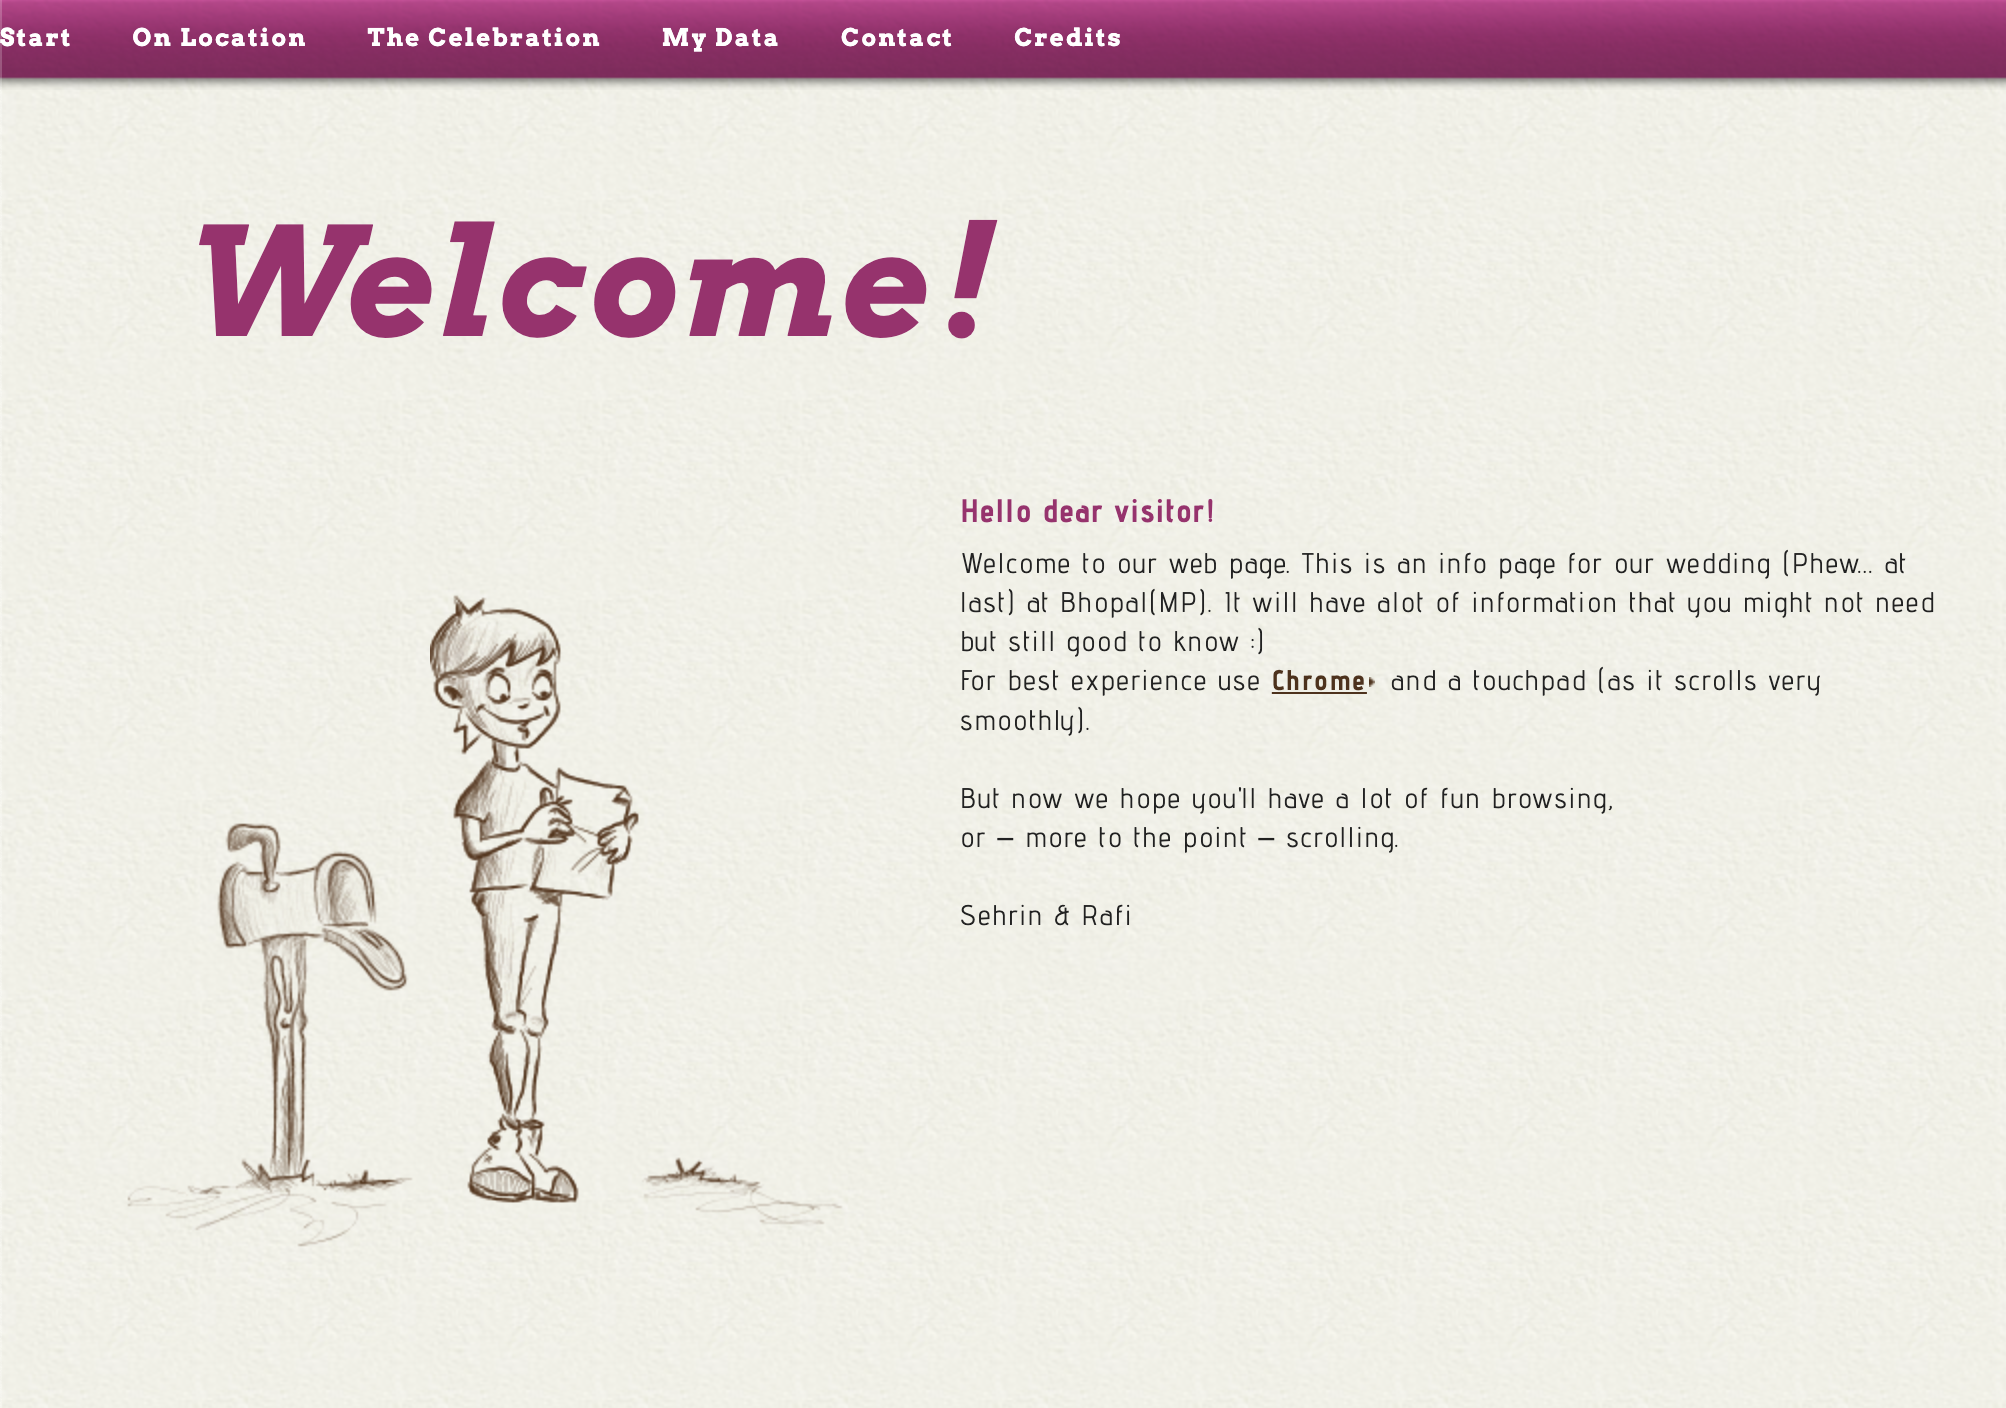 Start On Location The Celebration My Data Contact Credits
Welcome!
Hello dear visitor!
Welcome to our web page. This is an info page for our wedding (Phew... at
last) at Bhopal(MP). It will have alot of information that you might not need
but still good to know :)
For best experience use Chrome and a touchpad (as it scrolls very
smoothly).
But now we hope you'll have a lot of fun browsing,
or – more to the point – scrolling.
Sehrin & Rafi